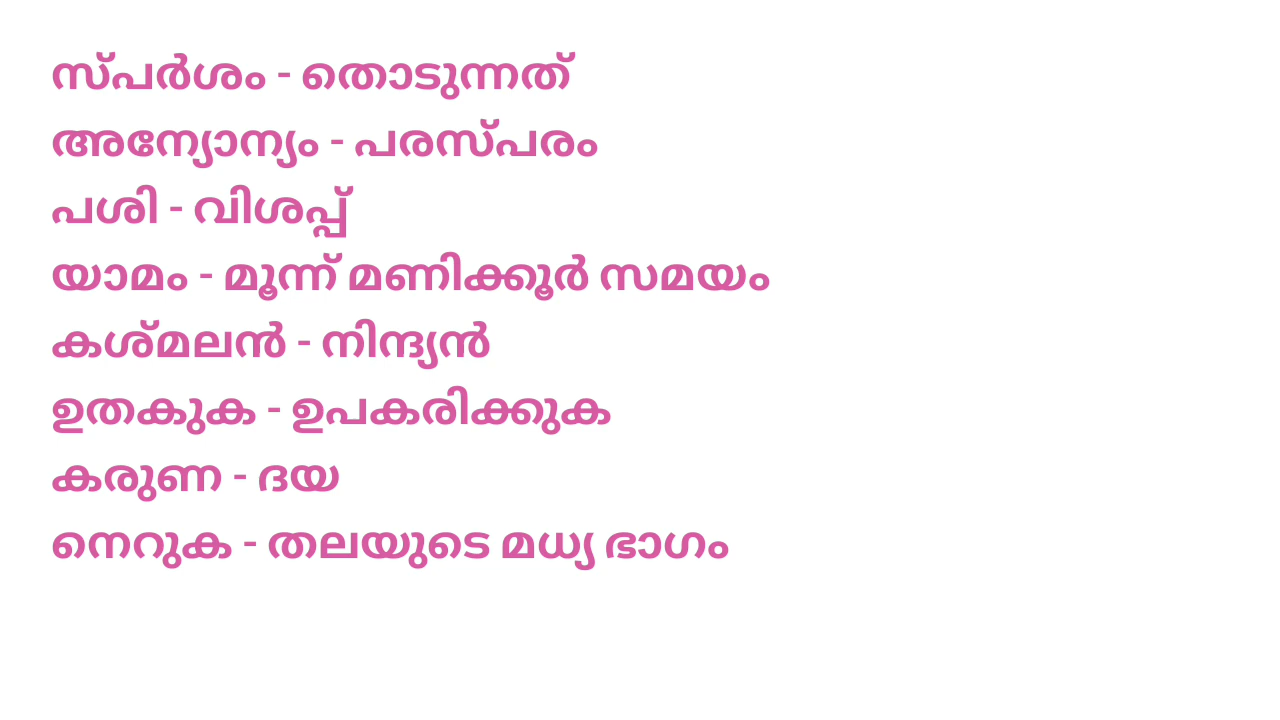 സ്പർശം - തൊടുന്നത്
അന്യോന്യം - പരസ്പരം
പശി - വിശപ്പ്
യാമം - മൂന്ന് മണിക്കൂർ സമയം
കശ്മലൻ - നിന്ദ്യൻ
ഉതകുക - ഉപകരിക്കുക
കരുണ - ദയ
നെറുക - തലയുടെ മധ്യ ഭാഗം